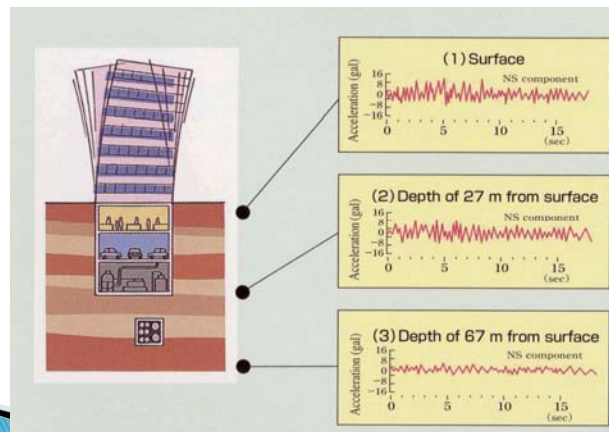 (1) Surface
NS component
Acceleration (gal)
16
8
0
-8
-16
0 5 10 15
(sec)
(2) Depth of 27 m from surface
NS component
Acceleration (gal)
16
8
0
-8
-16
0 5 10 15
(sec)
(3) Depth of 67 m from surface
NS component
Acceleration (gal)
16
8
0
-8
-16
0 5 10 15
(sec)